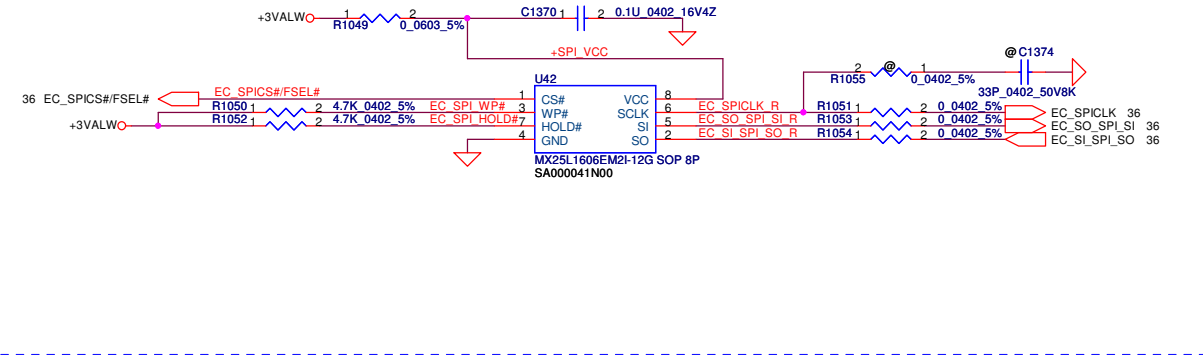 +3VALW 1 2 C1370 1 2 0.1U_0402_16V4Z
R1049 0_0603_5%
+SPI_VCC
@ C1374
2 @ 1
R1055 0_0402_5%
33P_0402_50V8K
U42
36 EC_SPICS#/FSEL# EC_SPICS#/FSEL# 1 CS# VCC 8
R1050 1 2 4.7K_0402_5% EC_SPI_WP# 3 WP# SCLK 6 EC_SPICLK_R R1051 1 2 0_0402_5% EC_SPICLK 36
+3VALW R1052 1 2 4.7K_0402_5% EC_SPI_HOLD# 7 HOLD# SI 5 EC_SO_SPI_SI_R R1053 1 2 0_0402_5% EC_SO_SPI_SI 36
4 GND SO 2 EC_SI_SPI_SO_R R1054 1 2 0_0402_5% EC_SI_SPI_SO 36
MX25L1606EM2I-12G SOP 8P
SA000041N00